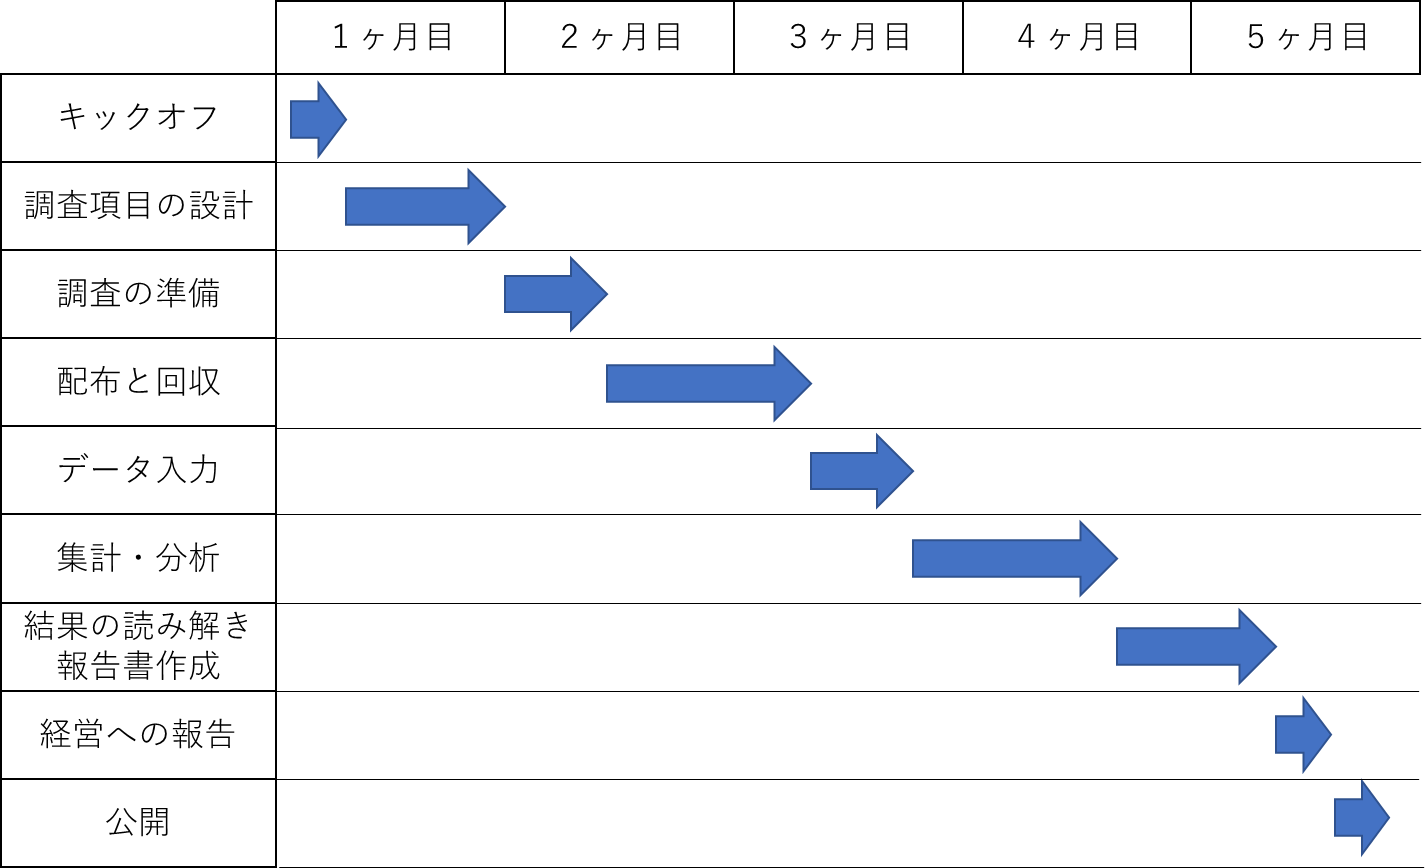 1ヶ月目
2ヶ月目
3ヶ月目
4ヶ月目
5ヶ月目
キックオフ
調査項目の設計
調査の準備
配布と回収
データ入力
集計・分析
結果の読み解き
報告書作成
経営への報告
公開